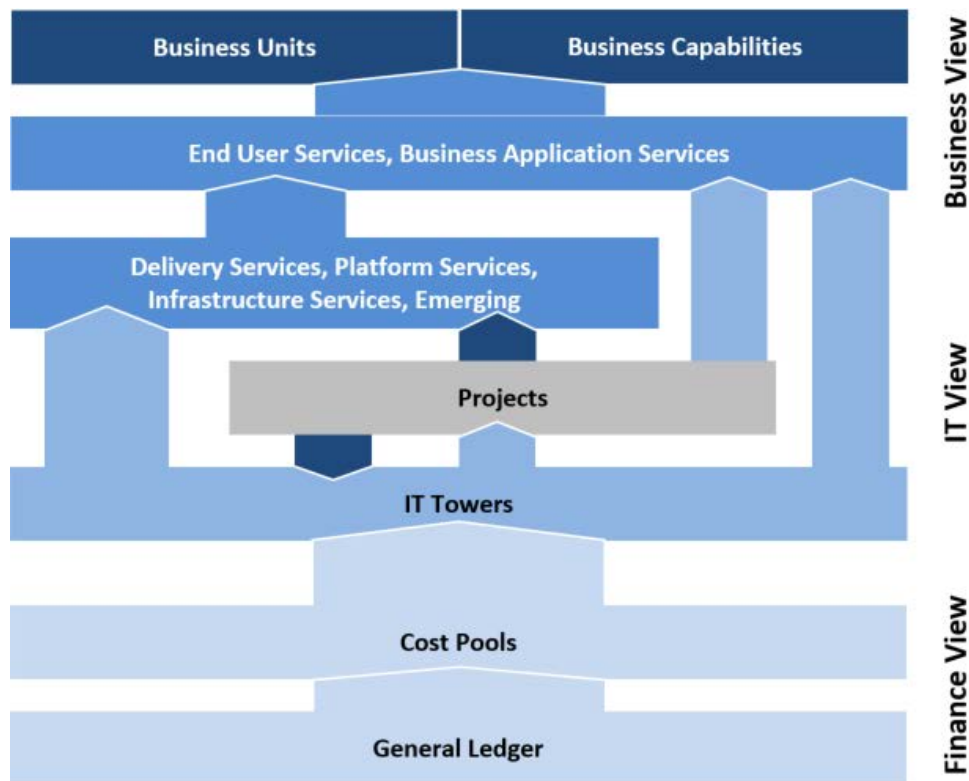 Business Units
Business Capabilities
End User Services, Business Application Services
Delivery Services, Platform Services,
Infrastructure Services, Emerging
Projects
IT Towers
Cost Pools
General Ledger
Business View
IT View
Finance View